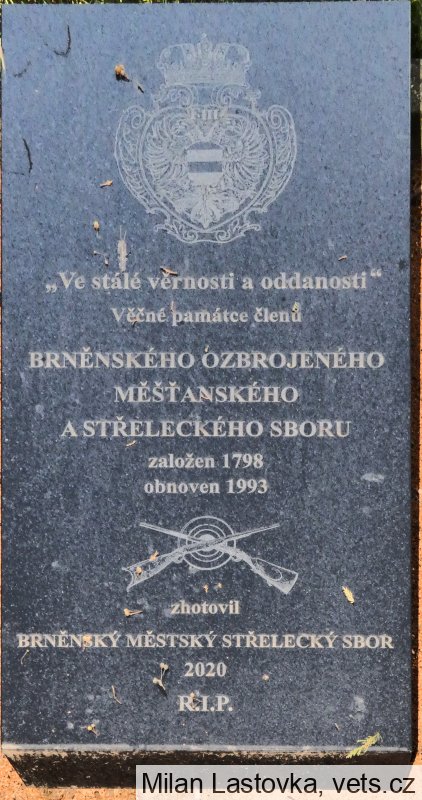 „Ve stálé věrnosti a oddanosti“
Věčné památce členů
BRNĚNSKÉHO OZBROJENÉHO
MĚŠŤANSKÉHO
A STŘELECKÉHO SBORU
založen 1798
obnoven 1993
zhotovil
BRNĚNSKÝ MĚSTSKÝ STŘELECKÝ SBOR
2020
R.I.P.
Milan Lastovka, vets.cz